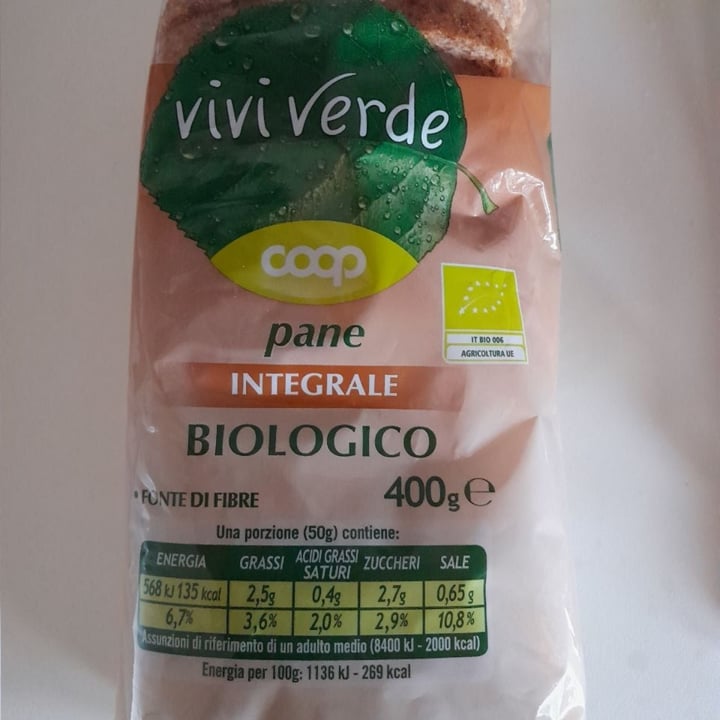 vivi verde
coop
pane
INTEGRALE
BIOLOGICO
IT BIO 006
AGRICOLTURA UE
• FONTE DI FIBRE
400g ℮
Una porzione (50g) contiene:
ENERGIA GRASSI ACIDI GRASSI SATURI ZUCCHERI SALE
568 kJ 135 kcal 2,5g 0,4g 2,7g 0,65 g
6,7% 3,6% 2,0% 2,9% 10,8%
Assunzioni di riferimento di un adulto medio (8400 kJ - 2000 kcal)
Energia per 100g: 1136 kJ - 269 kcal